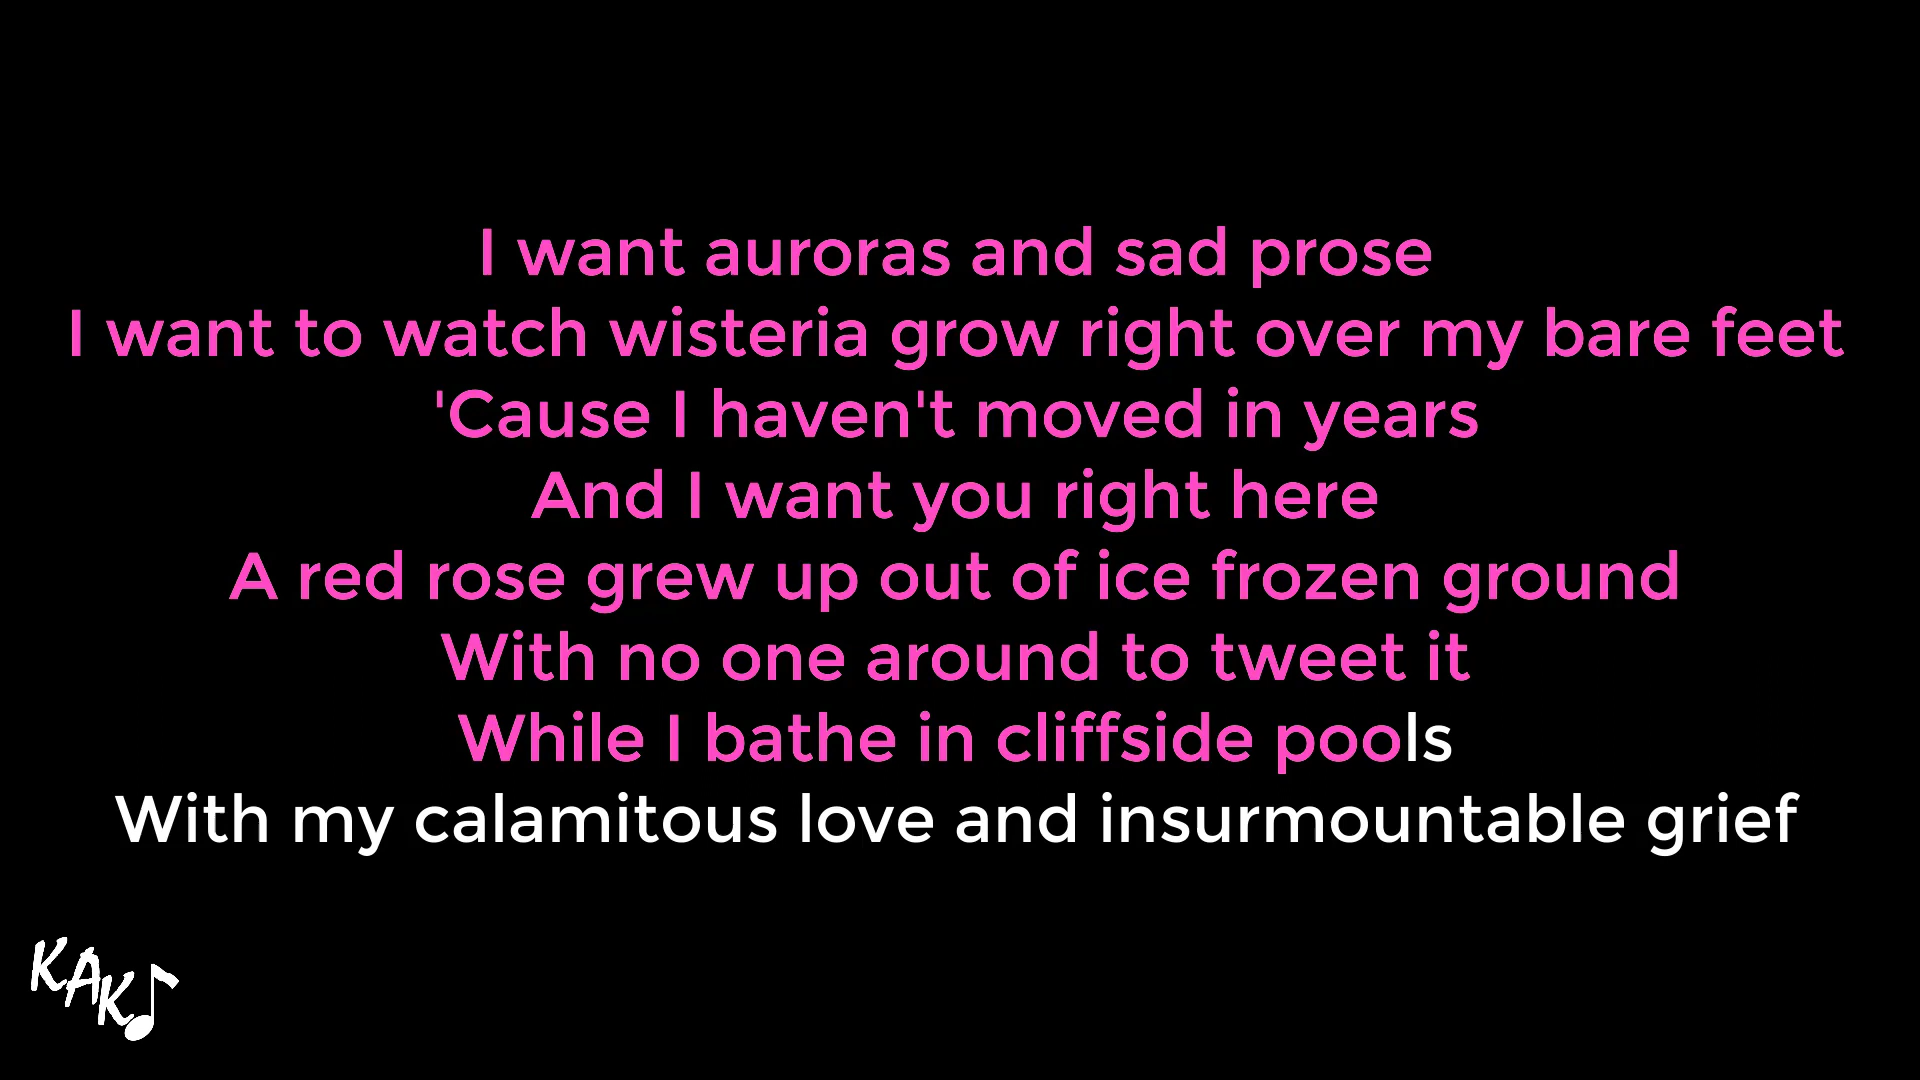 I want auroras and sad prose
I want to watch wisteria grow right over my bare feet
'Cause I haven't moved in years
And I want you right here
A red rose grew up out of ice frozen ground
With no one around to tweet it
While I bathe in cliffside pools
With my calamitous love and insurmountable grief
KAK